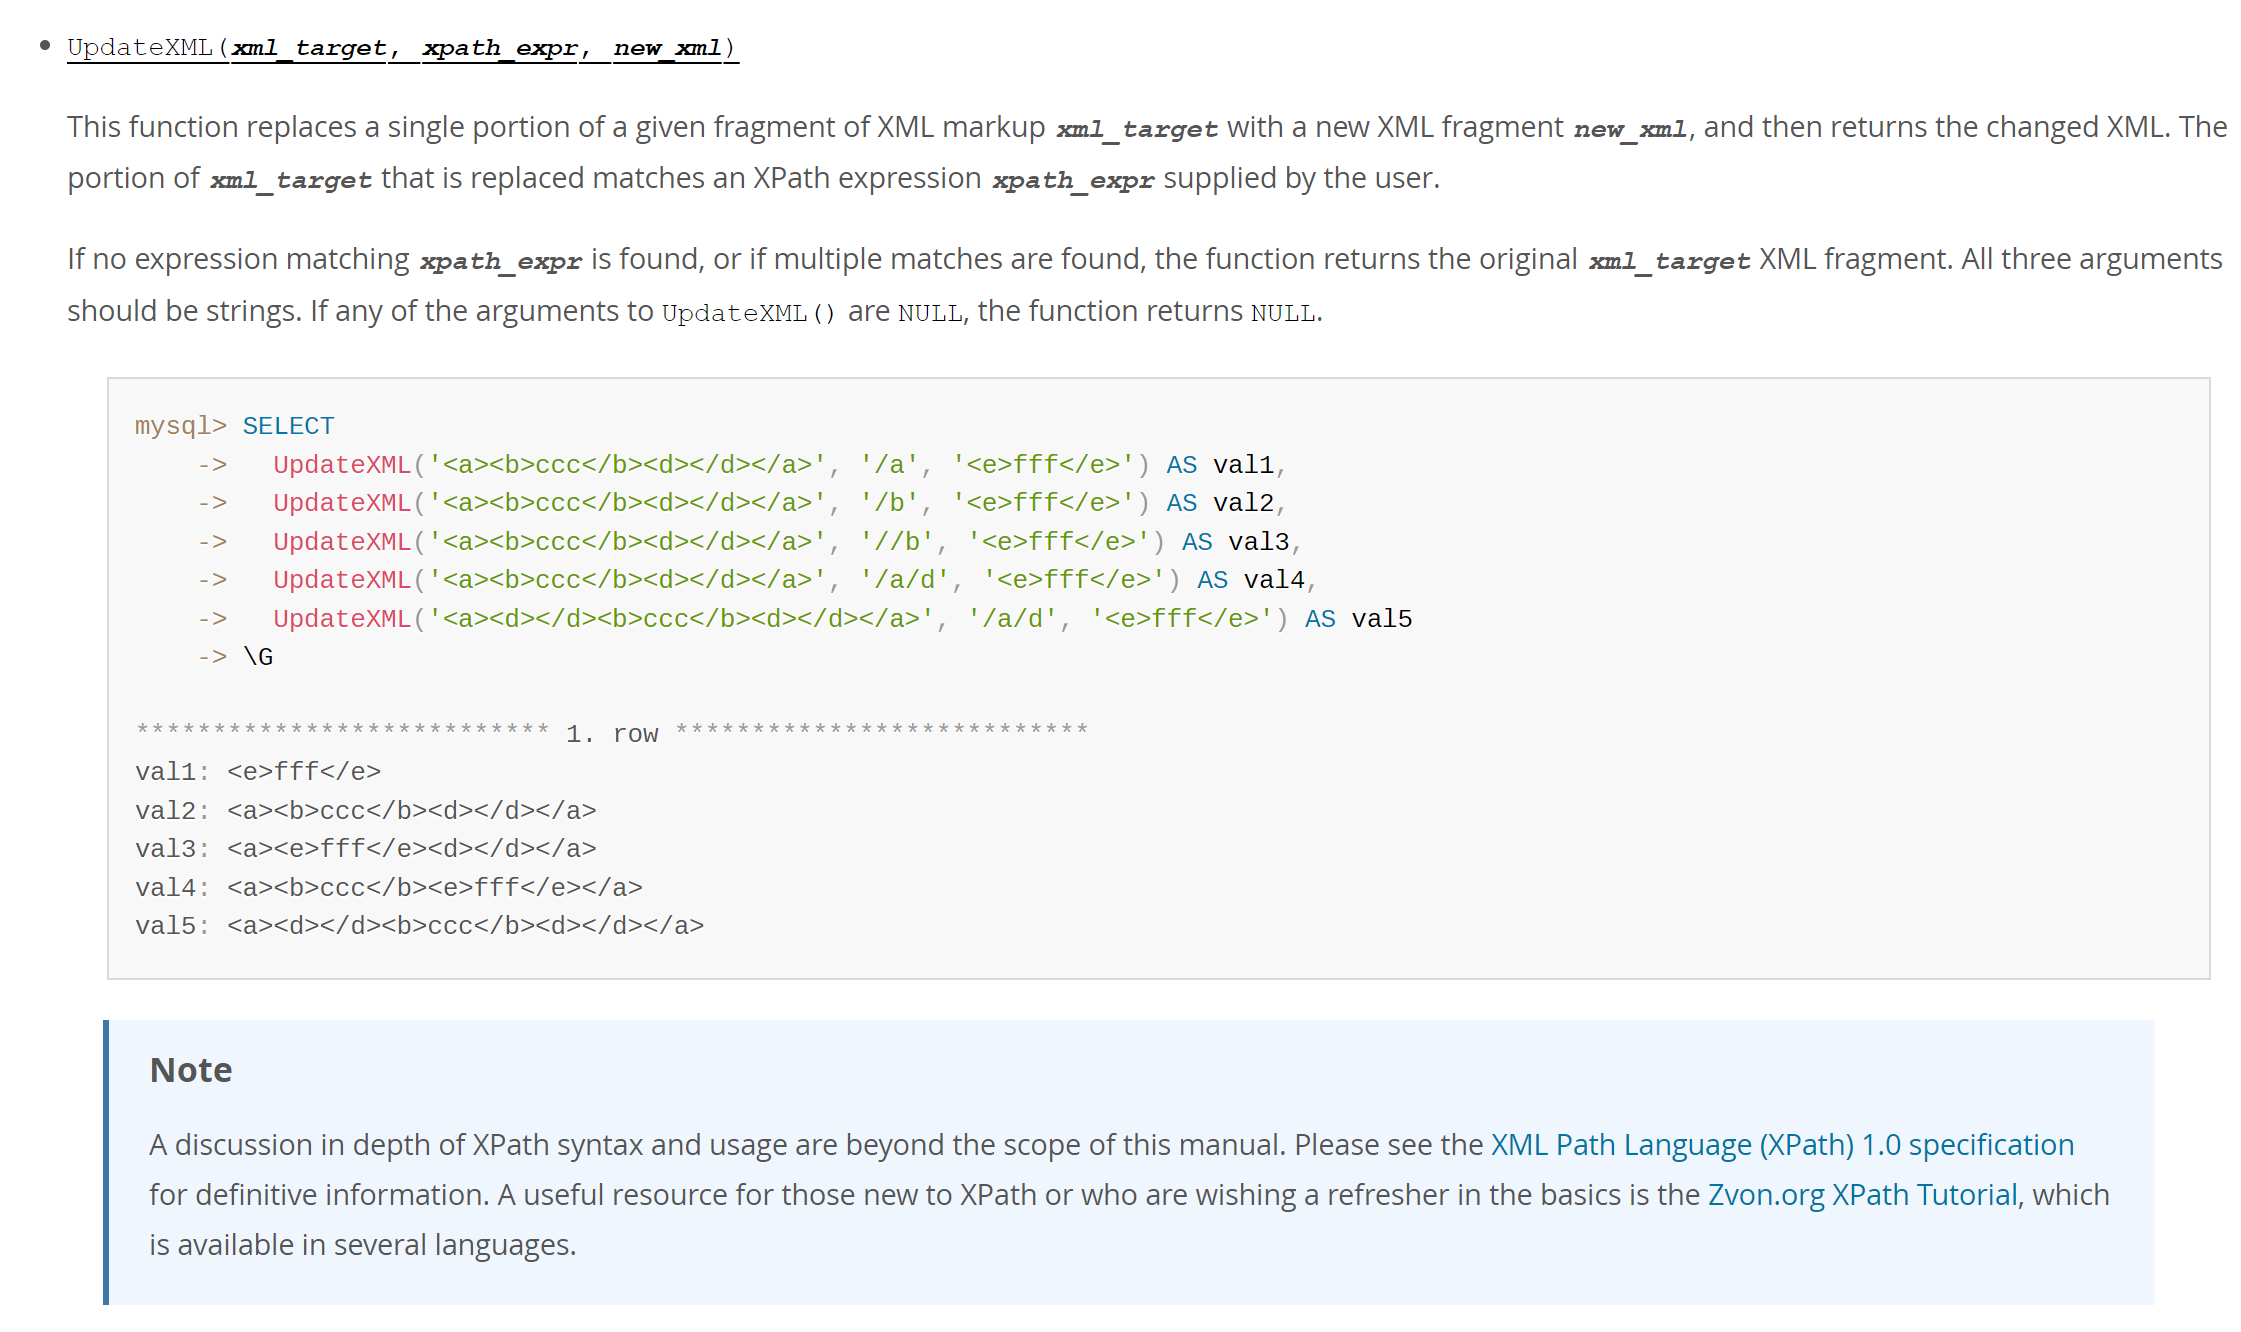 • UpdateXML(xml_target, xpath_expr, new_xml)
This function replaces a single portion of a given fragment of XML markup xml_target with a new XML fragment new_xml, and then returns the changed XML. The
portion of xml_target that is replaced matches an XPath expression xpath_expr supplied by the user.
If no expression matching xpath_expr is found, or if multiple matches are found, the function returns the original xml_target XML fragment. All three arguments
should be strings. If any of the arguments to UpdateXML() are NULL, the function returns NULL.
mysql> SELECT
    ->   UpdateXML('<a><b>ccc</b><d></d></a>', '/a', '<e>fff</e>') AS val1,
    ->   UpdateXML('<a><b>ccc</b><d></d></a>', '/b', '<e>fff</e>') AS val2,
    ->   UpdateXML('<a><b>ccc</b><d></d></a>', '//b', '<e>fff</e>') AS val3,
    ->   UpdateXML('<a><b>ccc</b><d></d></a>', '/a/d', '<e>fff</e>') AS val4,
    ->   UpdateXML('<a><d></d><b>ccc</b><d></d></a>', '/a/d', '<e>fff</e>') AS val5
    -> \G
*************************** 1. row ***************************
val1: <e>fff</e>
val2: <a><b>ccc</b><d></d></a>
val3: <a><e>fff</e><d></d></a>
val4: <a><b>ccc</b><e>fff</e></a>
val5: <a><d></d><b>ccc</b><d></d></a>
Note
A discussion in depth of XPath syntax and usage are beyond the scope of this manual. Please see the XML Path Language (XPath) 1.0 specification
for definitive information. A useful resource for those new to XPath or who are wishing a refresher in the basics is the Zvon.org XPath Tutorial, which
is available in several languages.